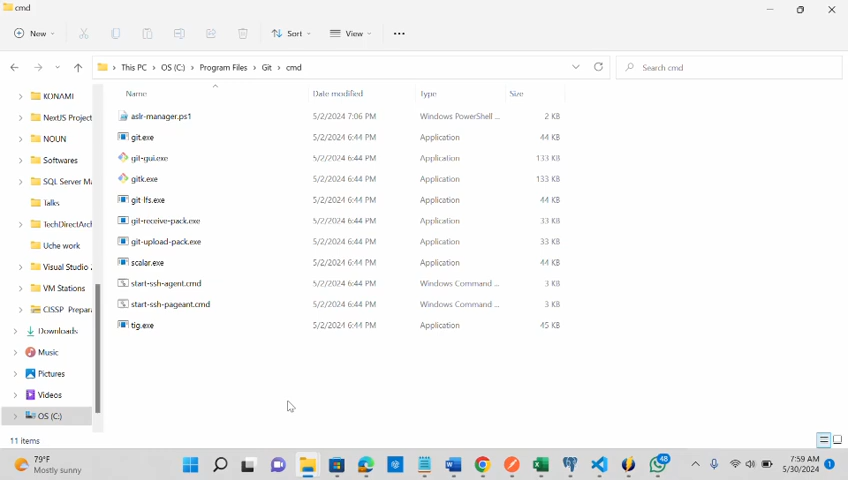 cmd
New
Sort
View
This PC > OS (C:) > Program Files > Git > cmd
Search cmd
Name
Date modified
Type
Size
aslr-manager.ps1 5/2/2024 7:06 PM Windows PowerShell ... 2 KB
git.exe 5/2/2024 6:44 PM Application 44 KB
git-gui.exe 5/2/2024 6:44 PM Application 133 KB
gitk.exe 5/2/2024 6:44 PM Application 133 KB
git lfs.exe 5/2/2024 6:44 PM Application 44 KB
git-receive-pack.exe 5/2/2024 6:44 PM Application 33 KB
git-upload-pack.exe 5/2/2024 6:44 PM Application 33 KB
scalar.exe 5/2/2024 6:44 PM Application 44 KB
start-ssh-agent.cmd 5/2/2024 6:44 PM Windows Command ... 3 KB
start-ssh-pageant.cmd 5/2/2024 6:44 PM Windows Command ... 3 KB
tig.exe 5/2/2024 6:44 PM Application 45 KB
KONAMI
NextJS Project
NOUN
Softwares
SQL Server Ma
Talks
TechDirectArch
Uche work
Visual Studio 2
VM Stations
CISSP Prepara
Downloads
Music
Pictures
Videos
OS (C:)
11 items
79°F
Mostly sunny
48
7:59 AM
5/30/2024
1